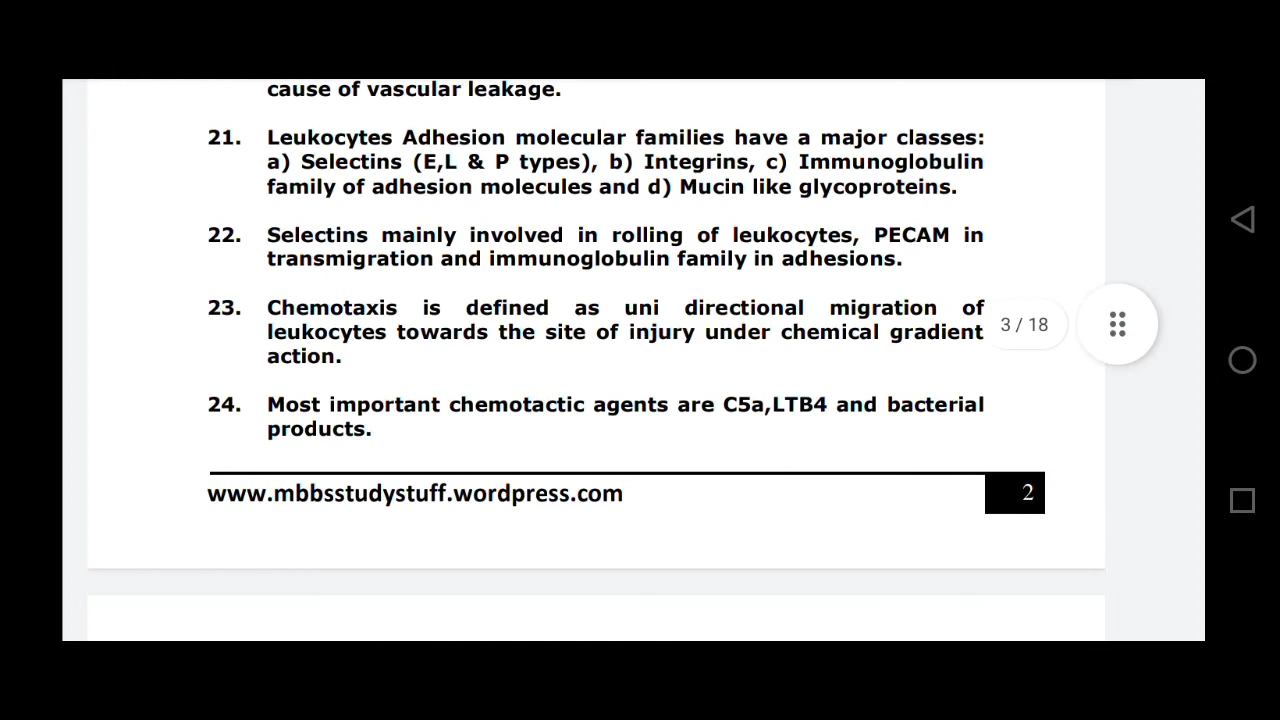 cause of vascular leakage.
21. Leukocytes Adhesion molecular families have a major classes:
a) Selectins (E,L & P types), b) Integrins, c) Immunoglobulin
family of adhesion molecules and d) Mucin like glycoproteins.
22. Selectins mainly involved in rolling of leukocytes, PECAM in
transmigration and immunoglobulin family in adhesions.
23. Chemotaxis is defined as uni directional migration of
leukocytes towards the site of injury under chemical gradient
action.
3 / 18
24. Most important chemotactic agents are C5a,LTB4 and bacterial
products.
www.mbbsstudystuff.wordpress.com 2